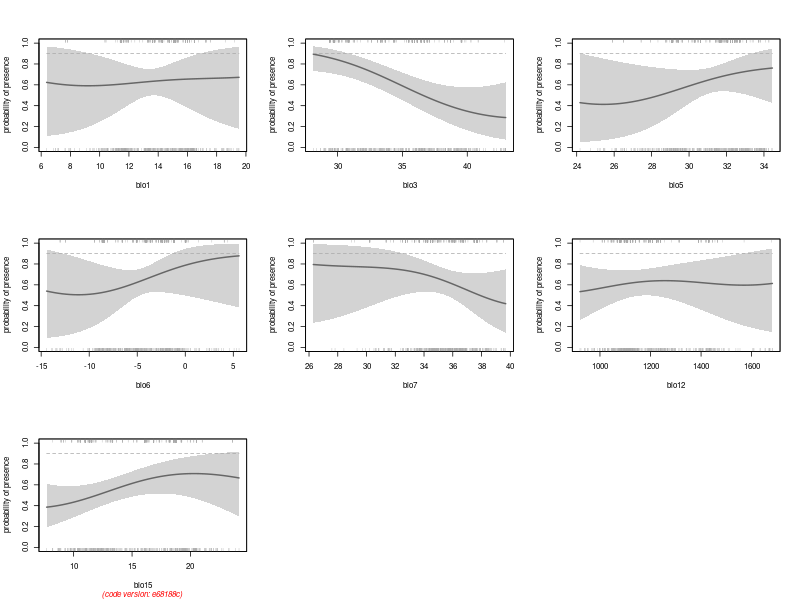 probability of presence
0.0 0.2 0.4 0.6 0.8 1.0
6 8 10 12 14 16 18 20
bio1
probability of presence
0.0 0.2 0.4 0.6 0.8 1.0
30 35 40
bio3
probability of presence
0.0 0.2 0.4 0.6 0.8 1.0
24 26 28 30 32 34
bio5
probability of presence
0.0 0.2 0.4 0.6 0.8 1.0
-15 -10 -5 0 5
bio6
probability of presence
0.0 0.2 0.4 0.6 0.8 1.0
26 28 30 32 34 36 38 40
bio7
probability of presence
0.0 0.2 0.4 0.6 0.8 1.0
1000 1200 1400 1600
bio12
probability of presence
0.0 0.2 0.4 0.6 0.8 1.0
10 15 20
bio15
(code version: e68188c)